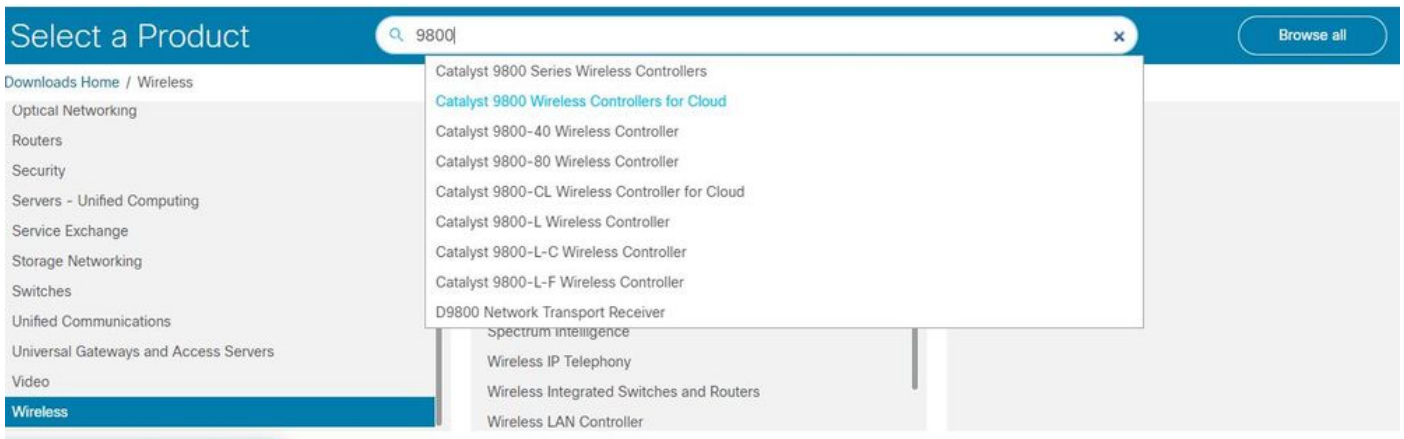 Select a Product
9800
Browse all
Downloads Home / Wireless
Optical Networking
Routers
Security
Servers - Unified Computing
Service Exchange
Storage Networking
Switches
Unified Communications
Universal Gateways and Access Servers
Video
Wireless
Catalyst 9800 Series Wireless Controllers
Catalyst 9800 Wireless Controllers for Cloud
Catalyst 9800-40 Wireless Controller
Catalyst 9800-80 Wireless Controller
Catalyst 9800-CL Wireless Controller for Cloud
Catalyst 9800-L Wireless Controller
Catalyst 9800-L-C Wireless Controller
Catalyst 9800-L-F Wireless Controller
D9800 Network Transport Receiver
Spectrum Intelligence
Wireless IP Telephony
Wireless Integrated Switches and Routers
Wireless LAN Controller